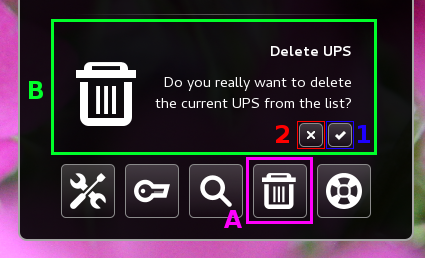 Delete UPS
B
Do you really want to delete
the current UPS from the list?
2 1
A